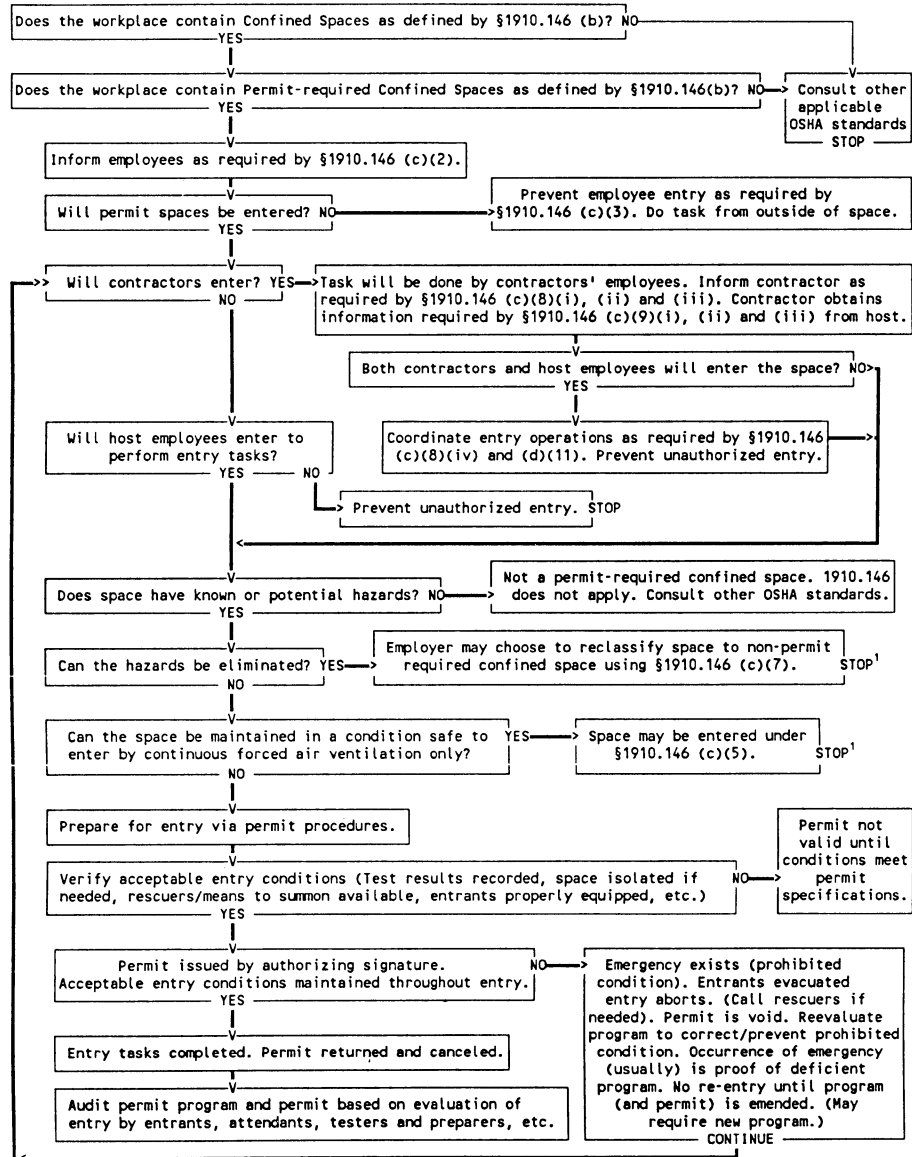 Does the workplace contain Confined Spaces as defined by §1910.146 (b)? NO
YES
Does the workplace contain Permit-required Confined Spaces as defined by §1910.146(b)? NO
YES
Consult other
applicable
OSHA standards
STOP
Inform employees as required by §1910.146 (c)(2).
Will permit spaces be entered? NO
YES
Prevent employee entry as required by
§1910.146 (c)(3). Do task from outside of space.
Will contractors enter? YES
NO
Task will be done by contractors' employees. Inform contractor as
required by §1910.146 (c)(8)(i), (ii) and (iii). Contractor obtains
information required by §1910.146 (c)(9)(i), (ii) and (iii) from host.
Both contractors and host employees will enter the space? NO
YES
Will host employees enter to
perform entry tasks?
YES NO
Coordinate entry operations as required by §1910.146
(c)(8)(iv) and (d)(11). Prevent unauthorized entry.
Prevent unauthorized entry. STOP
Does space have known or potential hazards? NO
YES
Not a permit-required confined space. 1910.146
does not apply. Consult other OSHA standards.
Can the hazards be eliminated? YES
NO
Employer may choose to reclassify space to non-permit
required confined space using §1910.146 (c)(7). STOP¹
Can the space be maintained in a condition safe to YES
enter by continuous forced air ventilation only?
NO
Space may be entered under
§1910.146 (c)(5). STOP¹
Prepare for entry via permit procedures.
Verify acceptable entry conditions (Test results recorded, space isolated if NO
needed, rescuers/means to summon available, entrants properly equipped, etc.)
YES
Permit not
valid until
conditions meet
permit
specifications.
Permit issued by authorizing signature. NO
Acceptable entry conditions maintained throughout entry.
YES
Emergency exists (prohibited
condition). Entrants evacuated
entry aborts. (Call rescuers if
needed). Permit is void. Reevaluate
program to correct/prevent prohibited
condition. Occurrence of emergency
(usually) is proof of deficient
program. No re-entry until program
(and permit) is emended. (May
require new program.)
CONTINUE
Entry tasks completed. Permit returned and canceled.
Audit permit program and permit based on evaluation of
entry by entrants, attendants, testers and preparers, etc.